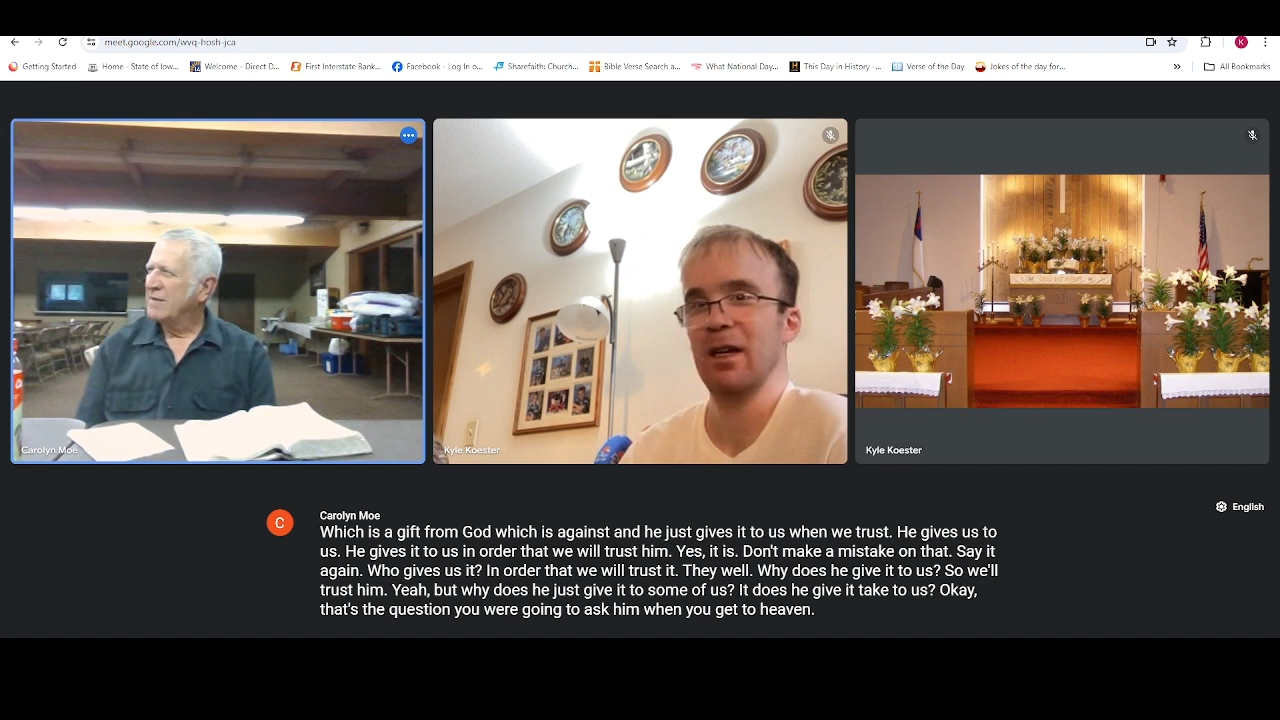 meet.google.com/wvq-hosh-jca
Getting Started
Home - State of Iow...
Welcome - Direct D...
First Interstate Bank...
Facebook - Log In o...
Sharefaith: Church...
Bible Verse Search a...
What National Day...
This Day in History -...
Verse of the Day
Jokes of the day for...
»
All Bookmarks
K
Carolyn Moe
Kyle Koester
Kyle Koester
English
C
Carolyn Moe
Which is a gift from God which is against and he just gives it to us when we trust. He gives us to
us. He gives it to us in order that we will trust him. Yes, it is. Don't make a mistake on that. Say it
again. Who gives us it? In order that we will trust it. They well. Why does he give it to us? So we'll
trust him. Yeah, but why does he just give it to some of us? It does he give it take to us? Okay,
that's the question you were going to ask him when you get to heaven.